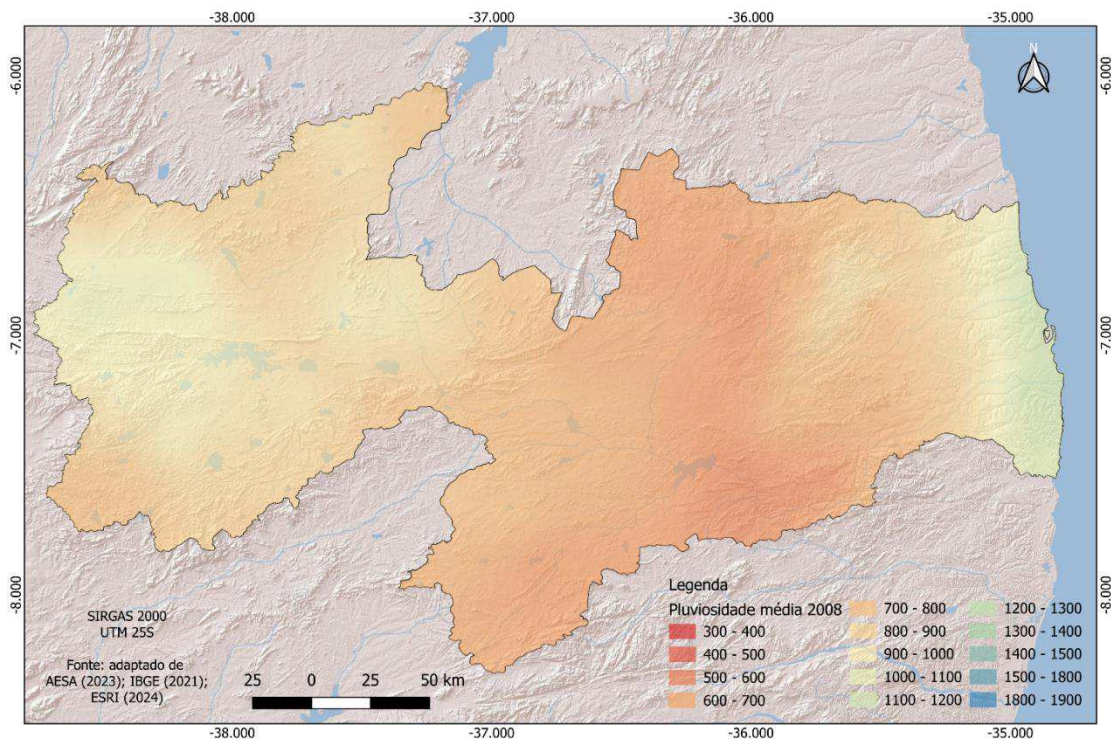 -38.000
-37.000
-36.000
-35.000
-6.000
-6.000
N
-7.000
-7.000
-8.000
-8.000
SIRGAS 2000
UTM 25S
Fonte: adaptado de
AESA (2023); IBGE (2021);
ESRI (2024)
25 0 25 50 km
Legenda
Pluviosidade média 2008
300 - 400
400 - 500
500 - 600
600 - 700
700 - 800
800 - 900
900 - 1000
1000 - 1100
1100 - 1200
1200 - 1300
1300 - 1400
1400 - 1500
1500 - 1800
1800 - 1900
-38.000
-37.000
-36.000
-35.000